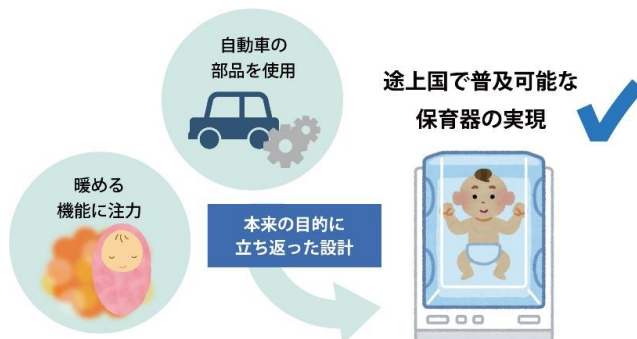 自動車の
部品を使用
暖める
機能に注力
本来の目的に
立ち返った設計
途上国で普及可能な
保育器の実現